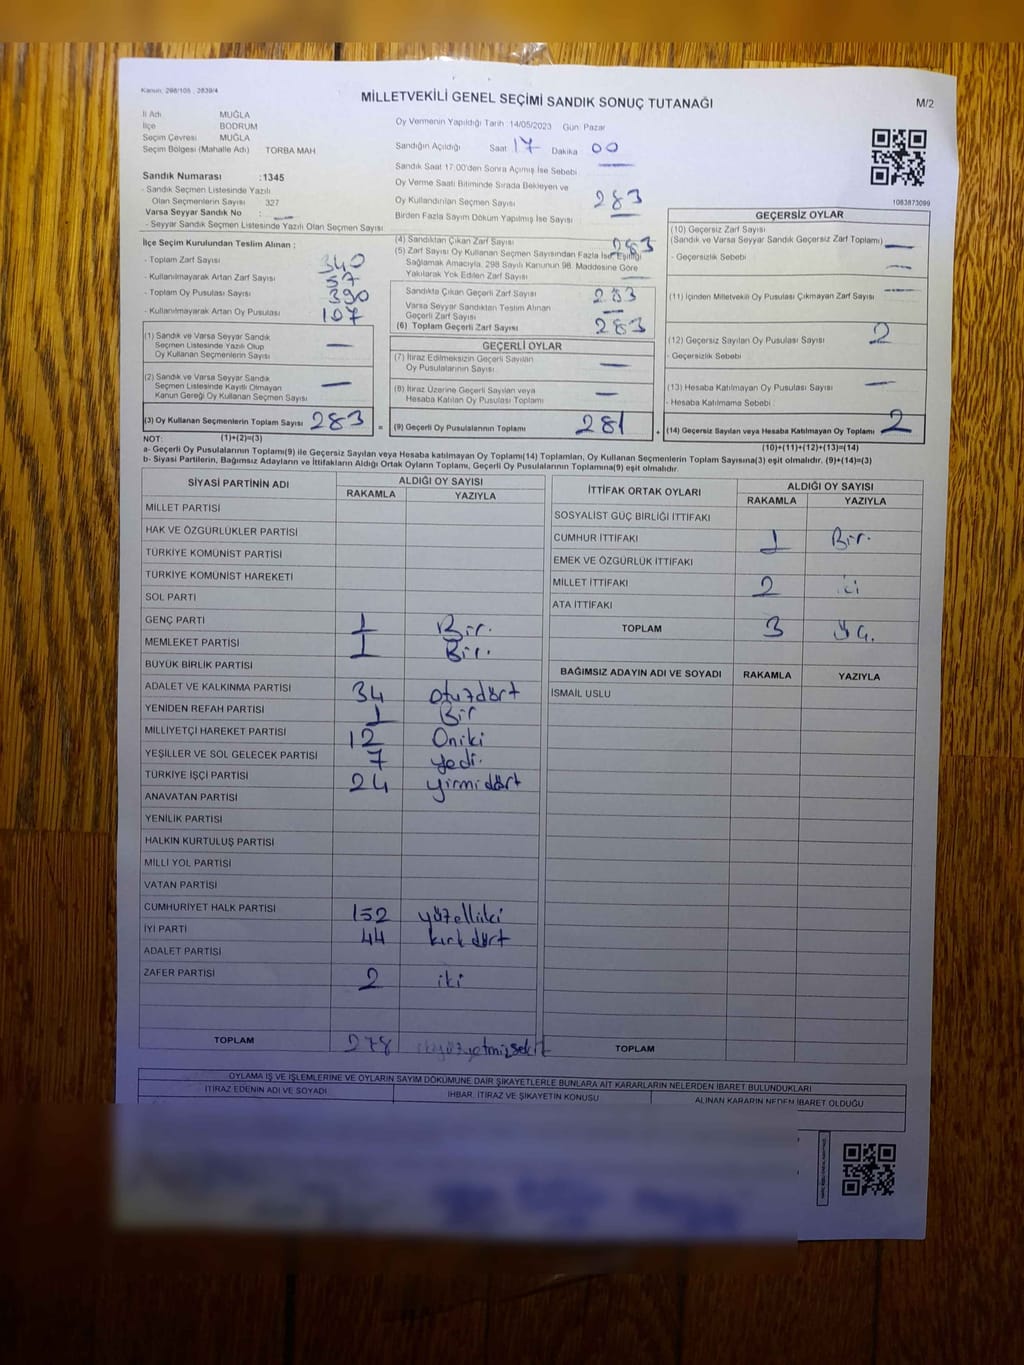 Kanun: 298/105 , 2839/4
MİLLETVEKİLİ GENEL SEÇİMİ SANDIK SONUÇ TUTANAĞI
M/2
İl Adı MUĞLA
İlçe BODRUM
Seçim Çevresi MUĞLA
Seçim Bölgesi (Mahalle Adı) TORBA MAH.
Oy Vermenin Yapıldığı Tarih :14/05/2023 Gün: Pazar
Sandığın Açıldığı Saat 17 Dakika 00
Sandık Saat 17:00'den Sonra Açılmış İse Sebebi —
Oy Verme Saati Bitiminde Sırada Bekleyen ve
Oy Kullandırılan Seçmen Sayısı 283
Birden Fazla Sayım Döküm Yapılmış İse Sayısı —
1083873099
Sandık Numarası :1345
- Sandık Seçmen Listesinde Yazılı
Olan Seçmenlerin Sayısı 327
Varsa Seyyar Sandık No : —
- Seyyar Sandık Seçmen Listesinde Yazılı Olan Seçmen Sayısı
İlçe Seçim Kurulundan Teslim Alınan :
- Toplam Zarf Sayısı 340
- Kullanılmayarak Artan Zarf Sayısı 57
- Toplam Oy Pusulası Sayısı 390
- Kullanılmayarak Artan Oy Pusulası 107
(1) Sandık ve Varsa Seyyar Sandık
Seçmen Listesinde Yazılı Olup
Oy Kullanan Seçmenlerin Sayısı —
(2) Sandık ve Varsa Seyyar Sandık
Seçmen Listesinde Kayıtlı Olmayan
Kanun Gereği Oy Kullanan Seçmen Sayısı —
(3) Oy Kullanan Seçmenlerin Toplam Sayısı 283 =
(4) Sandıktan Çıkan Zarf Sayısı 283
(5) Zarf Sayısı Oy Kullanan Seçmen Sayısından Fazla İse Eşitliği
Sağlamak Amacıyla, 298 Sayılı Kanunun 98. Maddesine Göre
Yakılarak Yok Edilen Zarf Sayısı —
Sandıkta Çıkan Geçerli Zarf Sayısı 283
Varsa Seyyar Sandıktan Teslim Alınan
Geçerli Zarf Sayısı —
(6) Toplam Geçerli Zarf Sayısı 283
GEÇERLİ OYLAR
(7) İtiraz Edilmeksizin Geçerli Sayılan
Oy Pusulalarının Sayısı —
(8) İtiraz Üzerine Geçerli Sayılan veya
Hesaba Katılan Oy Pusulası Toplamı —
(9) Geçerli Oy Pusulalarının Toplamı 281 +
GEÇERSİZ OYLAR
(10) Geçersiz Zarf Sayısı
(Sandık ve Varsa Seyyar Sandık Geçersiz Zarf Toplamı) —
- Geçersizlik Sebebi —
(11) İçinden Milletvekili Oy Pusulası Çıkmayan Zarf Sayısı —
(12) Geçersiz Sayılan Oy Pusulası Sayısı 2
- Geçersizlik Sebebi
(13) Hesaba Katılmayan Oy Pusulası Sayısı —
- Hesaba Katılmama Sebebi
(14) Geçersiz Sayılan veya Hesaba Katılmayan Oy Toplamı 2
NOT: (1)+(2)=(3)
(10)+(11)+(12)+(13)=(14)
a- Geçerli Oy Pusulalarının Toplamı(9) ile Geçersiz Sayılan veya Hesaba katılmayan Oy Toplamı(14) Toplamları, Oy Kullanan Seçmenlerin Toplam Sayısına(3) eşit olmalıdır. (9)+(14)=(3)
b- Siyasi Partilerin, Bağımsız Adayların ve İttifakların Aldığı Ortak Oyların Toplamı, Geçerli Oy Pusulalarının Toplamına(9) eşit olmalıdır.
SİYASİ PARTİNİN ADI ALDIĞI OY SAYISI
RAKAMLA YAZIYLA
MİLLET PARTİSİ
HAK VE ÖZGÜRLÜKLER PARTİSİ
TÜRKİYE KOMÜNİST PARTİSİ
TÜRKİYE KOMÜNİST HAREKETİ
SOL PARTİ
GENÇ PARTİ 1 Bir.
MEMLEKET PARTİSİ 1 Bir.
BÜYÜK BİRLİK PARTİSİ
ADALET VE KALKINMA PARTİSİ 34 otuzdört
YENİDEN REFAH PARTİSİ 1 Bir
MİLLİYETÇİ HAREKET PARTİSİ 12 Oniki
YEŞİLLER VE SOL GELECEK PARTİSİ 7 yedi.
TÜRKİYE İŞÇİ PARTİSİ 24 yirmidört
ANAVATAN PARTİSİ
YENİLİK PARTİSİ
HALKIN KURTULUŞ PARTİSİ
MİLLİ YOL PARTİSİ
VATAN PARTİSİ
CUMHURİYET HALK PARTİSİ 152 yüzelliiki
İYİ PARTİ 44 kırkdört
ADALET PARTİSİ
ZAFER PARTİSİ 2 iki
TOPLAM 278 ikiyüzyetmişsekiz
İTTİFAK ORTAK OYLARI ALDIĞI OY SAYISI
RAKAMLA YAZIYLA
SOSYALİST GÜÇ BİRLİĞİ İTTİFAKI
CUMHUR İTTİFAKI 1 Bir.
EMEK VE ÖZGÜRLÜK İTTİFAKI
MİLLET İTTİFAKI 2 iki
ATA İTTİFAKI
TOPLAM 3 üç.
BAĞIMSIZ ADAYIN ADI VE SOYADI RAKAMLA YAZIYLA
İSMAİL USLU
TOPLAM
OYLAMA İŞ VE İŞLEMLERİNE VE OYLARIN SAYIM DÖKÜMÜNE DAİR ŞİKAYETLERLE BUNLARA AİT KARARLARIN NELERDEN İBARET BULUNDUKLARI
İTİRAZ EDENİN ADI VE SOYADI İHBAR, İTİRAZ VE ŞİKAYETİN KONUSU ALINAN KARARIN NEDEN İBARET OLDUĞU